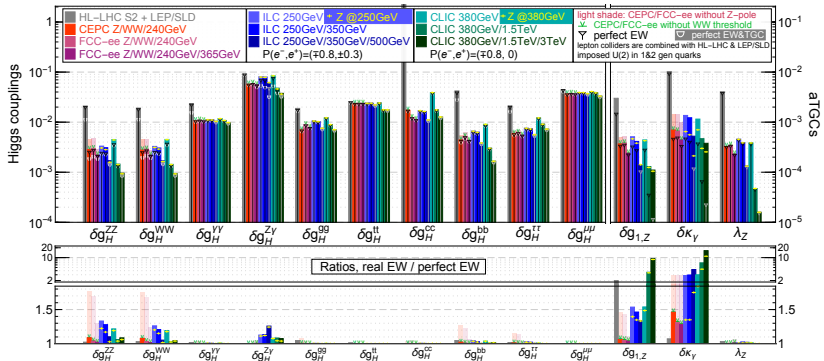 HL-LHC S2 + LEP/SLD
CEPC Z/WW/240GeV
FCC-ee Z/WW/240GeV
FCC-ee Z/WW/240GeV/365GeV
ILC 250GeV
+ Z @250GeV
ILC 250GeV/350GeV
ILC 250GeV/350GeV/500GeV
P(e⁻,e⁺)=(∓0.8,±0.3)
CLIC 380GeV
+ Z @380GeV
CLIC 380GeV/1.5TeV
CLIC 380GeV/1.5TeV/3TeV
P(e⁻,e⁺)=(∓0.8, 0)
light shade: CEPC/FCC-ee without Z-pole
CEPC/FCC-ee without WW threshold
perfect EW
perfect EW&TGC
lepton colliders are combined with HL-LHC & LEP/SLD
imposed U(2) in 1&2 gen quarks
Higgs couplings
10⁻¹
10⁻²
10⁻³
10⁻⁴
aTGCs
10⁻²
10⁻³
10⁻⁴
10⁻⁵
δg_H^ZZ δg_H^WW δg_H^γγ δg_H^Zγ δg_H^gg δg_H^tt δg_H^cc δg_H^bb δg_H^ττ δg_H^μμ δg₁,Z δκ_γ λ_Z
Ratios, real EW / perfect EW
20
10
5
2
1.5
1
20
10
5
2
1.5
1
δg_H^ZZ δg_H^WW δg_H^γγ δg_H^Zγ δg_H^gg δg_H^tt δg_H^cc δg_H^bb δg_H^ττ δg_H^μμ δg₁,Z δκ_γ λ_Z